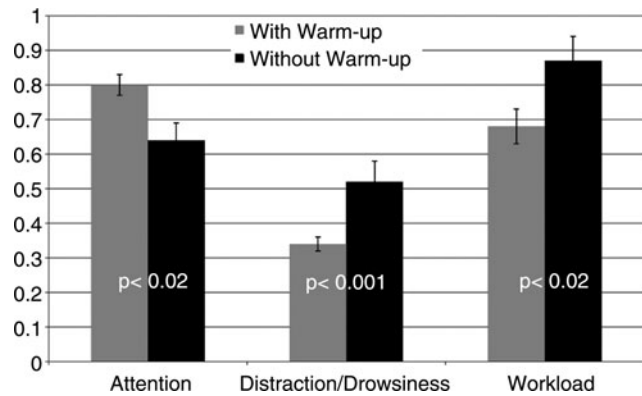 1
0.9
0.8
0.7
0.6
0.5
0.4
0.3
0.2
0.1
0
With Warm-up
Without Warm-up
p< 0.02
p< 0.001
p< 0.02
Attention
Distraction/Drowsiness
Workload